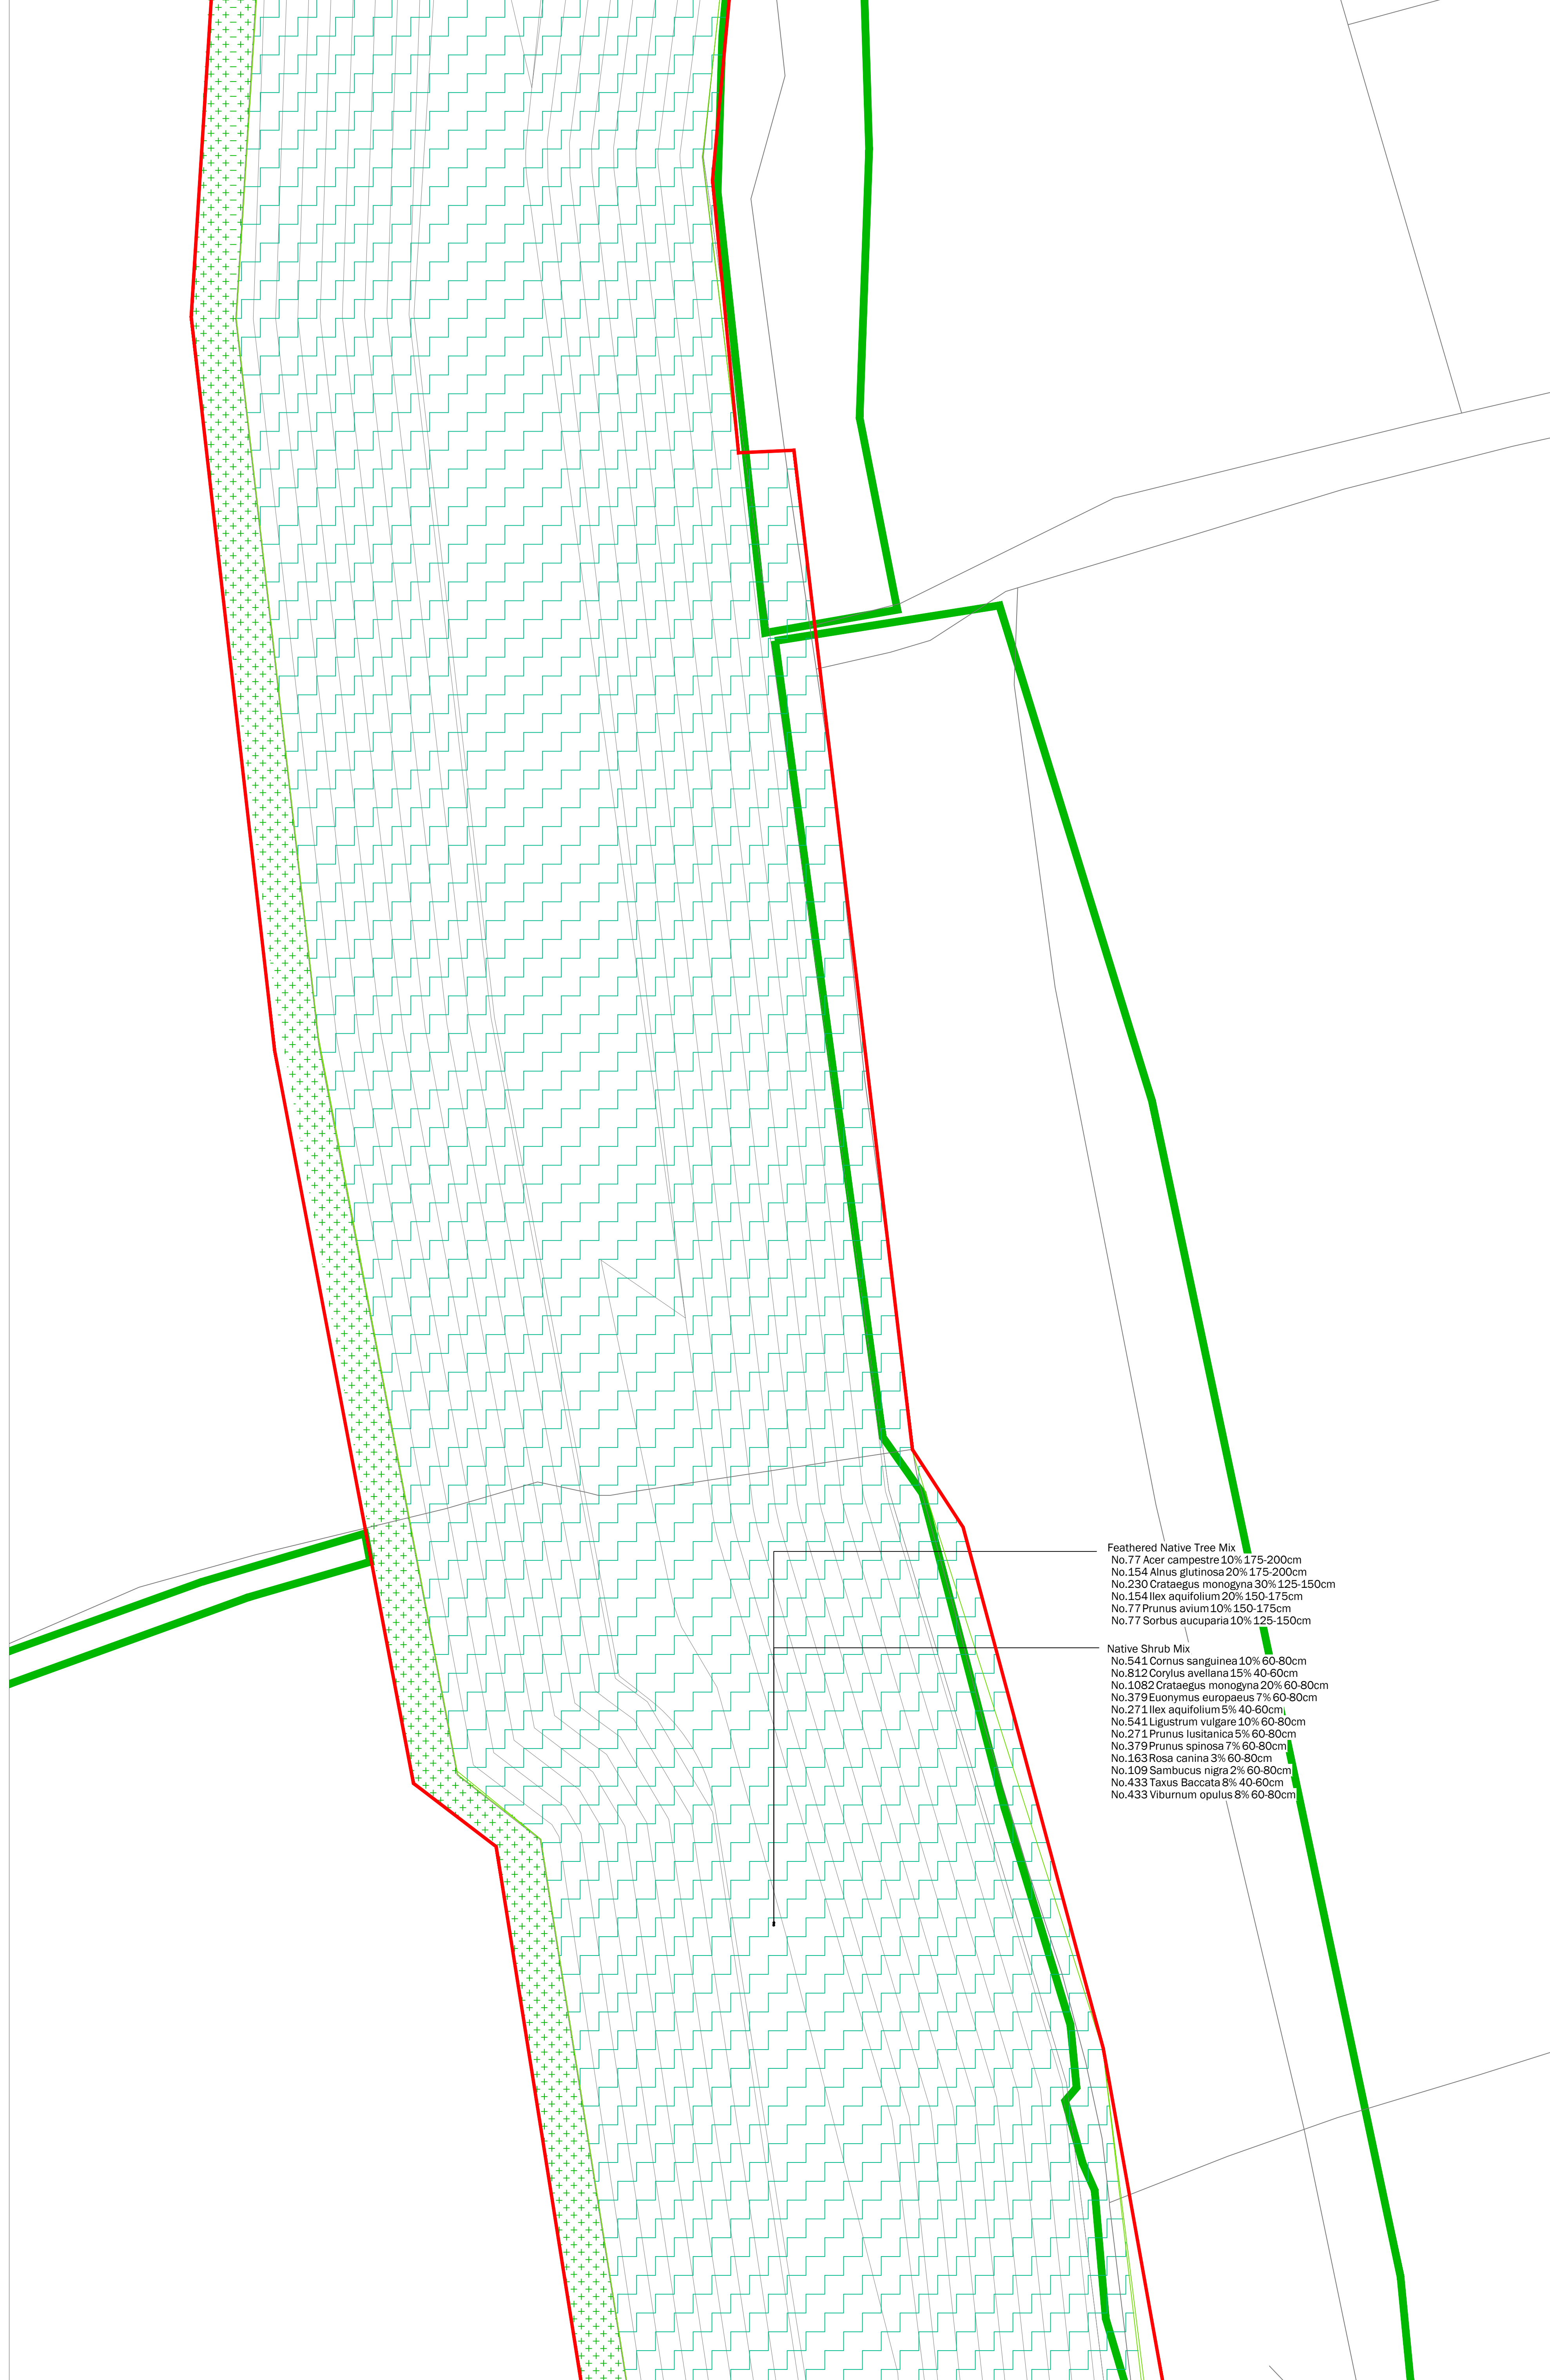 Feathered Native Tree Mix
No.77 Acer campestre 10% 175-200cm
No.154 Alnus glutinosa 20% 175-200cm
No.230 Crataegus monogyna 30% 125-150cm
No.154 Ilex aquifolium 20% 150-175cm
No.77 Prunus avium 10% 150-175cm
No.77 Sorbus aucuparia 10% 125-150cm
Native Shrub Mix
No.541 Cornus sanguinea 10% 60-80cm
No.812 Corylus avellana 15% 40-60cm
No.1082 Crataegus monogyna 20% 60-80cm
No.379 Euonymus europaeus 7% 60-80cm
No.271 Ilex aquifolium 5% 40-60cm
No.541 Ligustrum vulgare 10% 60-80cm
No.271 Prunus lusitanica 5% 60-80cm
No.379 Prunus spinosa 7% 60-80cm
No.163 Rosa canina 3% 60-80cm
No.109 Sambucus nigra 2% 60-80cm
No.433 Taxus Baccata 8% 40-60cm
No.433 Viburnum opulus 8% 60-80cm